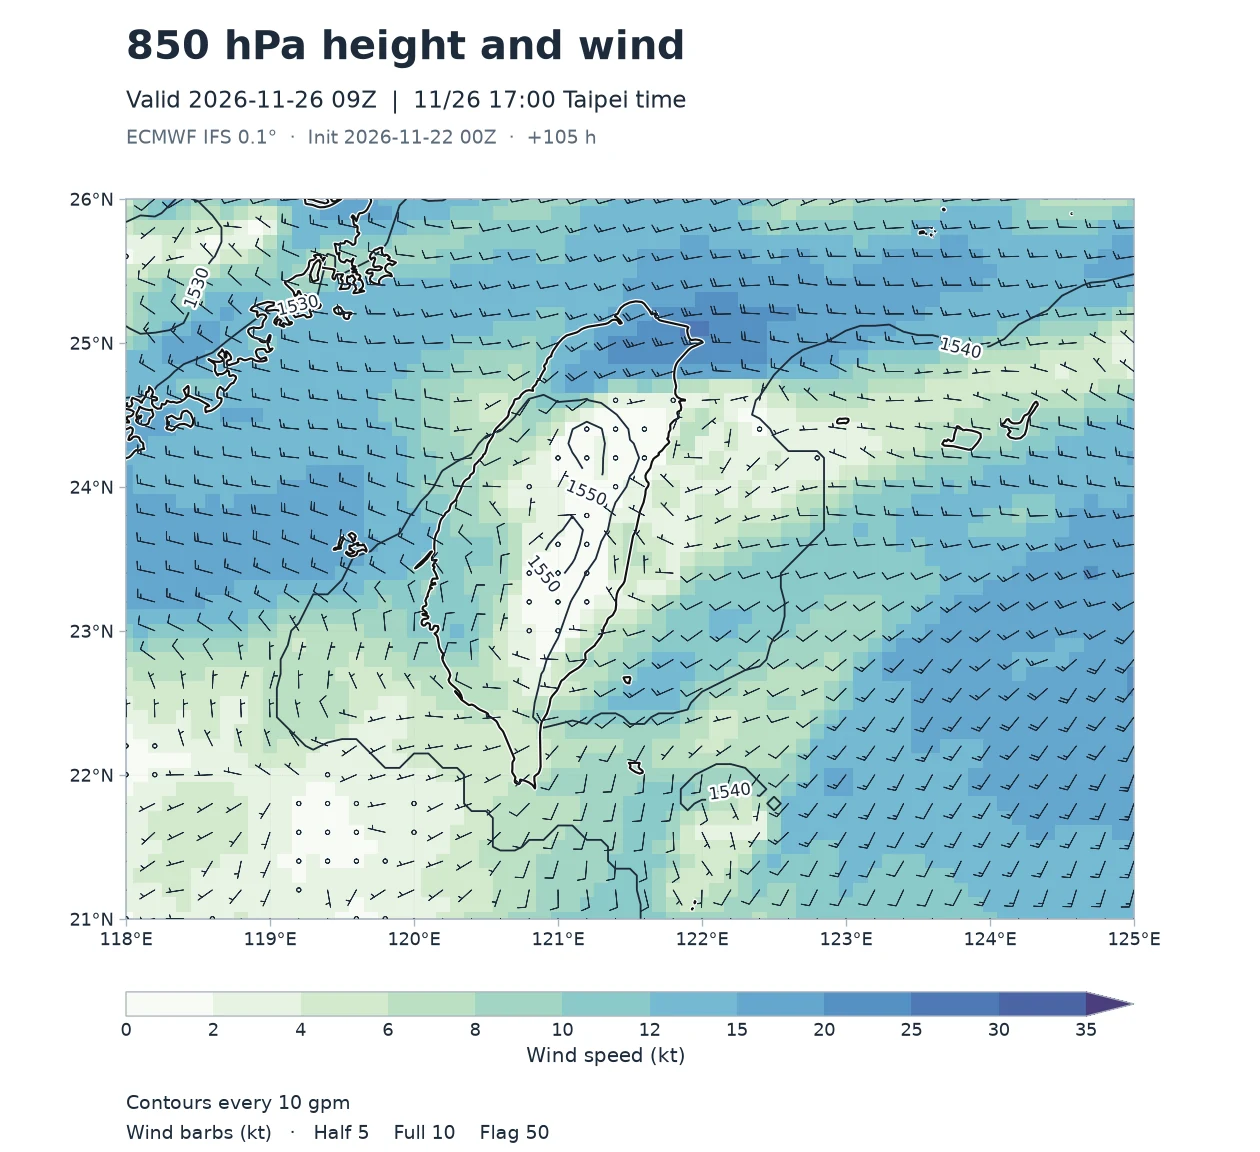 850 hPa height and wind
Valid 2026-11-26 09Z | 11/26 17:00 Taipei time
ECMWF IFS 0.1° · Init 2026-11-22 00Z · +105 h
26°N
25°N
24°N
23°N
22°N
21°N
1530
1530
1540
1550
1550
1540
118°E 119°E 120°E 121°E 122°E 123°E 124°E 125°E
0 2 4 6 8 10 12 15 20 25 30 35
Wind speed (kt)
Contours every 10 gpm
Wind barbs (kt) · Half 5 Full 10 Flag 50